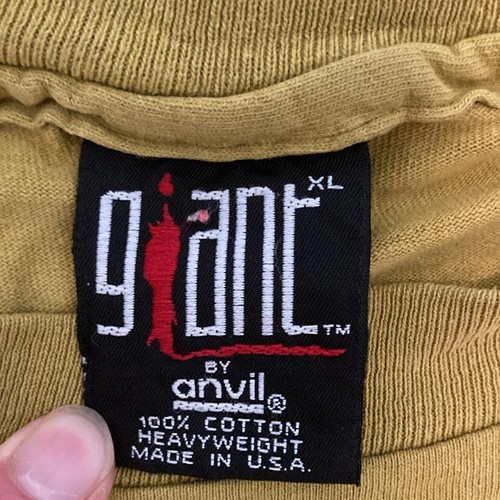 giant XL
TM
BY
anvil®
100% COTTON
HEAVYWEIGHT
MADE IN U.S.A.